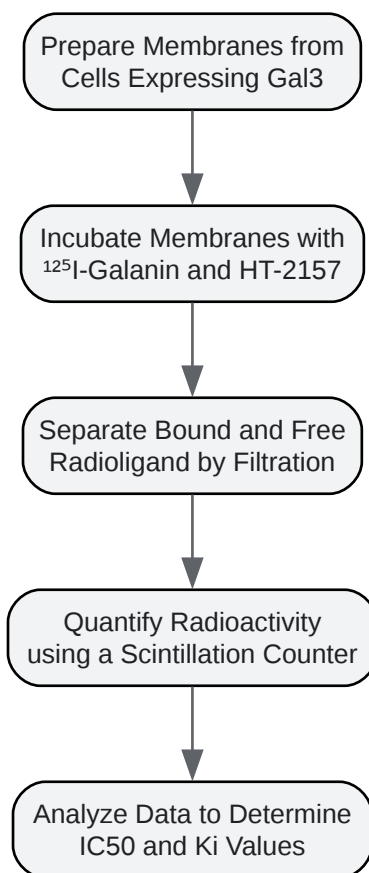 Prepare Membranes from
Cells Expressing Gal3
Incubate Membranes with
¹²⁵I-Galanin and HT-2157
Separate Bound and Free
Radioligand by Filtration
Quantify Radioactivity
using a Scintillation Counter
Analyze Data to Determine
IC50 and Ki Values